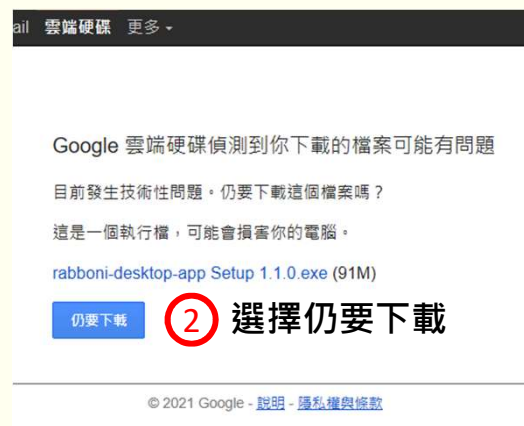 ail 雲端硬碟 更多
Google 雲端硬碟偵測到你下載的檔案可能有問題
目前發生技術性問題。仍要下載這個檔案嗎？
這是一個執行檔，可能會損害你的電腦。
rabboni-desktop-app Setup 1.1.0.exe (91M)
仍要下載 2 選擇仍要下載
© 2021 Google - 說明 - 隱私權與條款